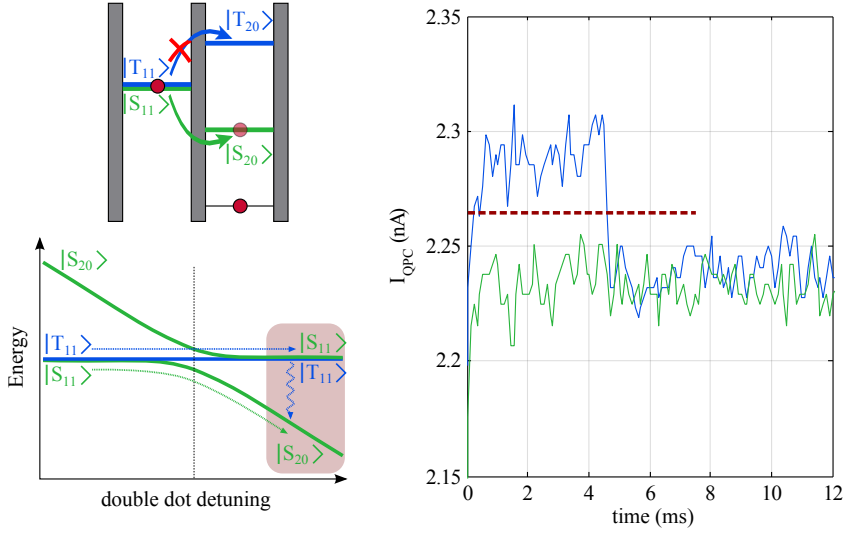 |T₂₀⟩
|T₁₁⟩
|S₁₁⟩
|S₂₀⟩
Energy
|S₂₀⟩
|T₁₁⟩
|S₁₁⟩
|S₁₁⟩
|T₁₁⟩
|S₂₀⟩
double dot detuning
I_QPC (nA)
2.35
2.3
2.25
2.2
2.15
0 2 4 6 8 10 12
time (ms)